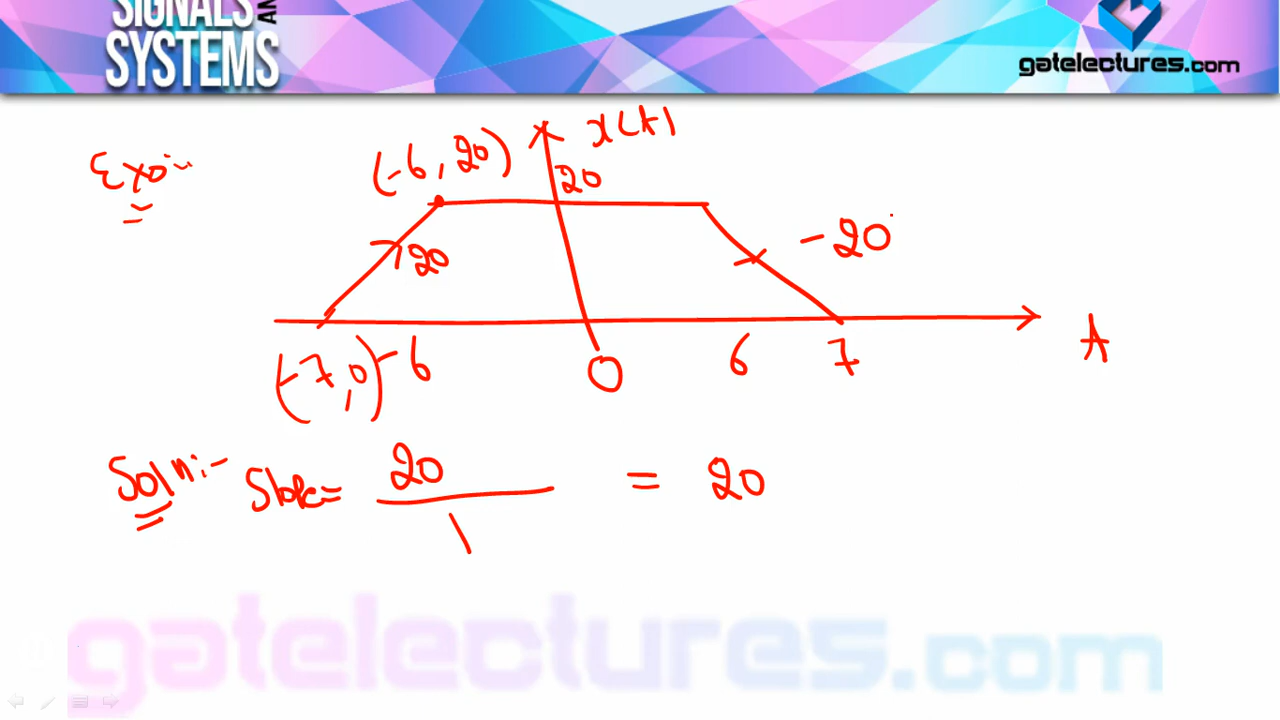 SIGNALS AND
SYSTEMS
gatelectures.com
x(t)
(-6, 20)
20
20
-20
(-7, 0)
-6
0
6
7
t
Soln:- Slope = 20/1 = 20
gatelectures.com